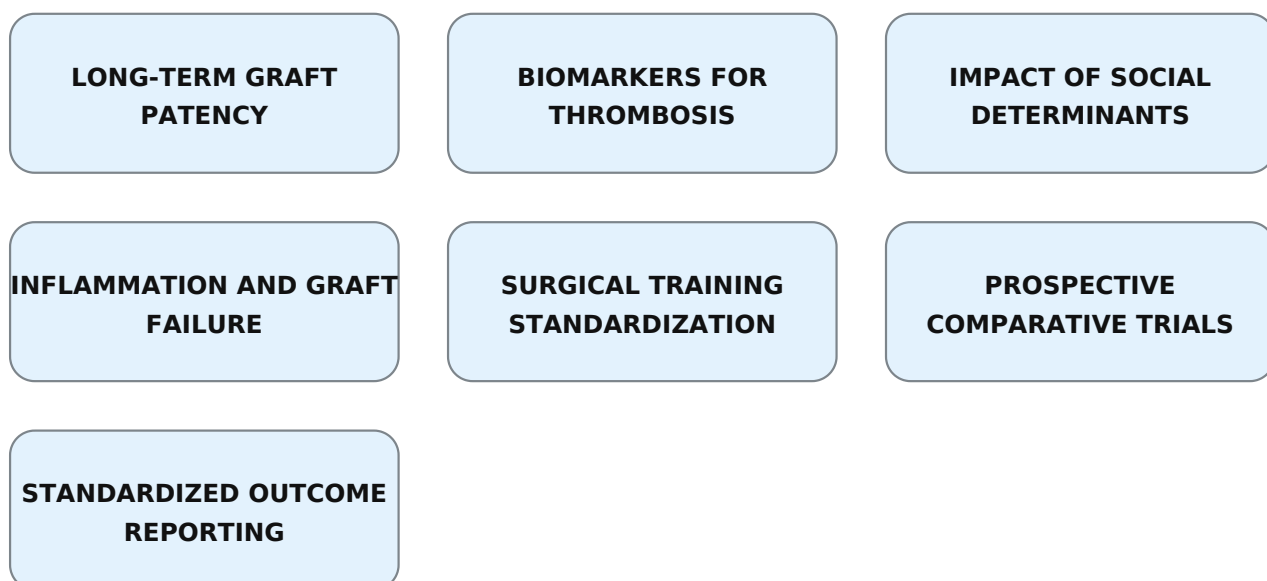 LONG-TERM GRAFT
PATENCY
BIOMARKERS FOR
THROMBOSIS
IMPACT OF SOCIAL
DETERMINANTS
INFLAMMATION AND GRAFT
FAILURE
SURGICAL TRAINING
STANDARDIZATION
PROSPECTIVE
COMPARATIVE TRIALS
STANDARDIZED OUTCOME
REPORTING